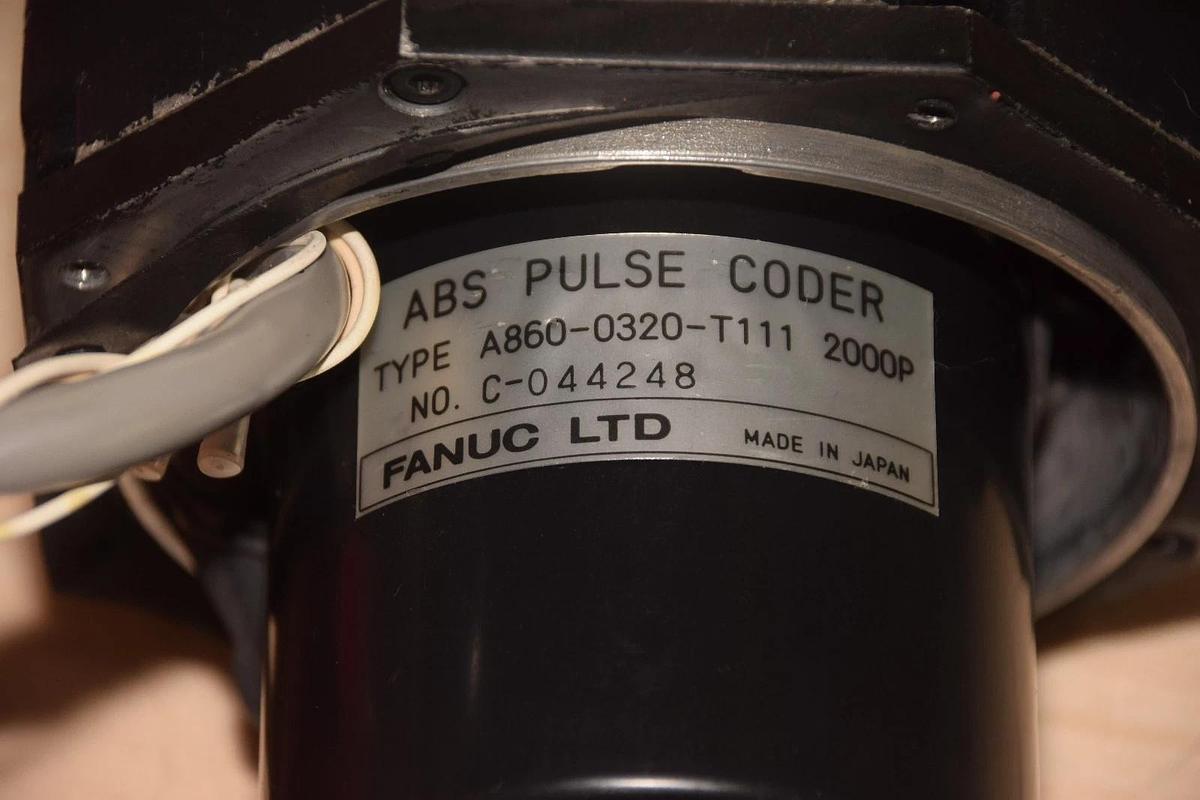 ABS PULSE CODER
TYPE A860-0320-T111 2000P
NO. C-044248
FANUC LTD MADE IN JAPAN